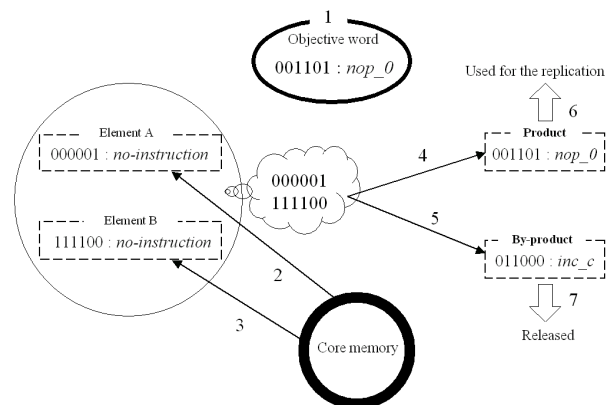 1
Objective word
001101 : nop_0
Used for the replication
6
Element A
000001 : no-instruction
Product
001101 : nop_0
4
000001
111100
5
Element B
111100 : no-instruction
By-product
011000 : inc_c
2
7
3
Released
Core memory